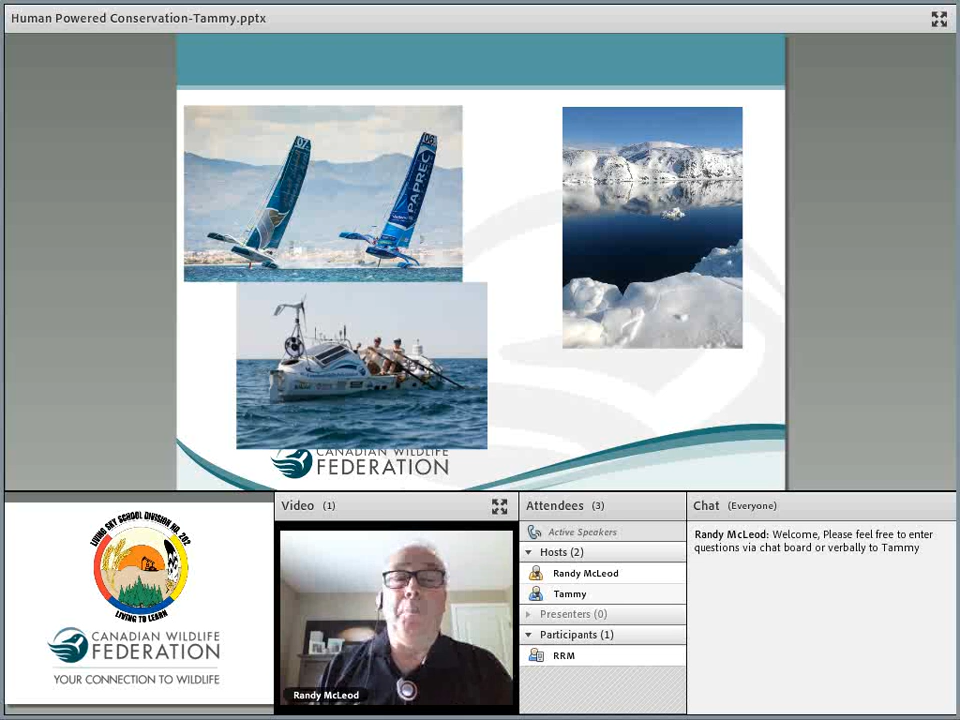 Human Powered Conservation-Tammy.pptx
07
PAPREC
CANADIAN WILDLIFE
FEDERATION
LIVING SKY SCHOOL DIVISION NO. 202
LIVING TO LEARN
CANADIAN WILDLIFE
FEDERATION
YOUR CONNECTION TO WILDLIFE
Video (1)
Randy McLeod
Attendees (3)
Active Speakers
Hosts (2)
Randy McLeod
Tammy
Presenters (0)
Participants (1)
RRM
Chat (Everyone)
Randy McLeod: Welcome, Please feel free to enter
questions via chat board or verbally to Tammy